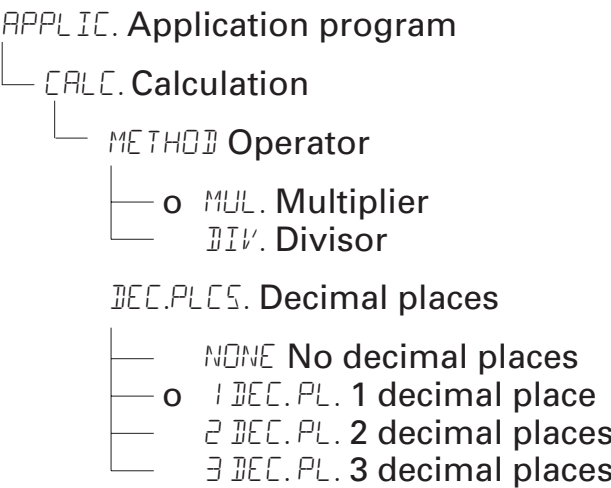 APPLIC. Application program
CALC. Calculation
METHOD Operator
o MUL. Multiplier
DIV. Divisor
DEC.PLCS. Decimal places
NONE No decimal places
o 1 DEC.PL. 1 decimal place
2 DEC.PL. 2 decimal places
3 DEC.PL. 3 decimal places